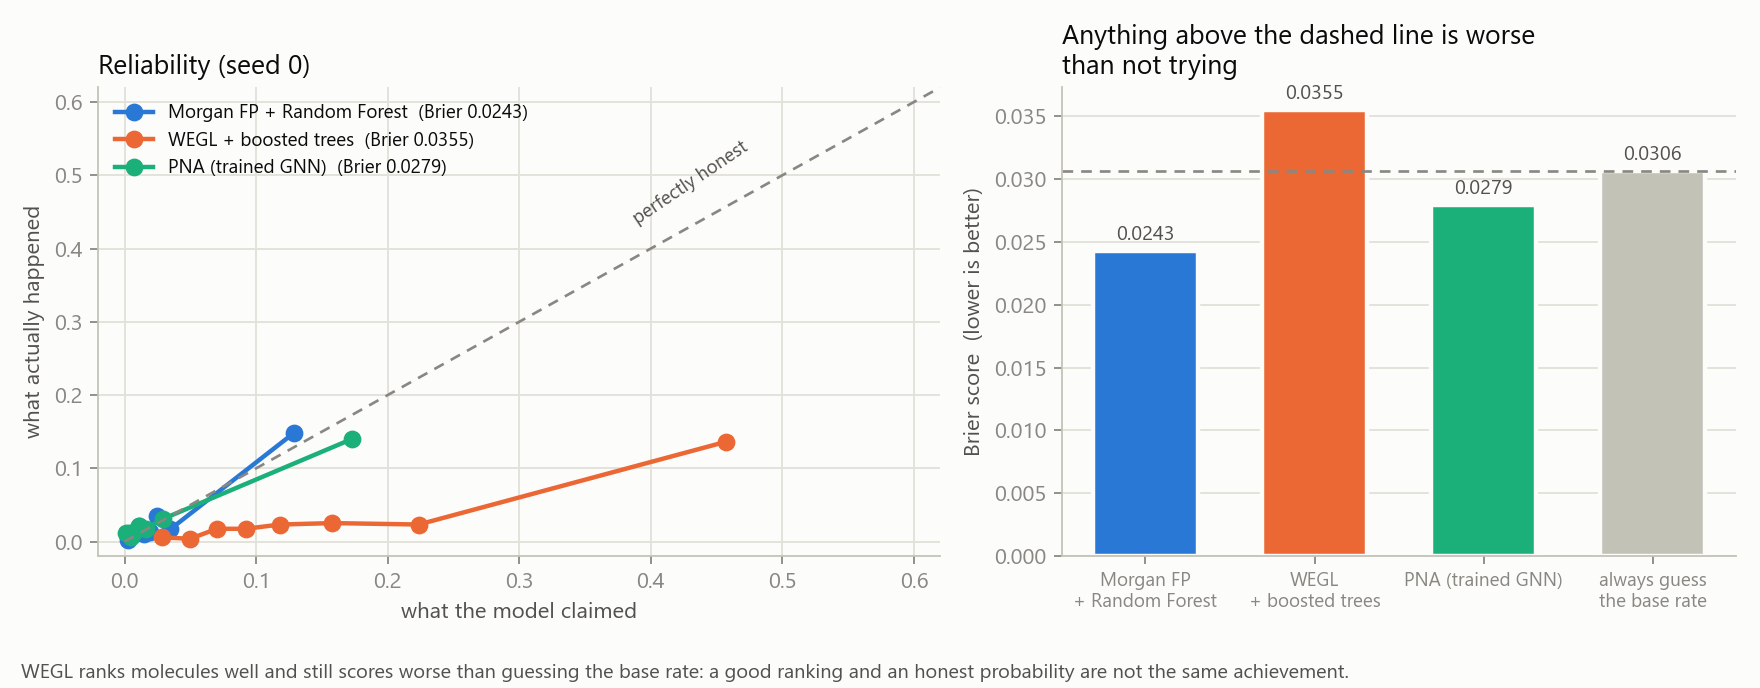 Reliability (seed 0)
Morgan FP + Random Forest (Brier 0.0243)
WEGL + boosted trees (Brier 0.0355)
PNA (trained GNN) (Brier 0.0279)
perfectly honest
what actually happened
0.6
0.5
0.4
0.3
0.2
0.1
0.0
0.0 0.1 0.2 0.3 0.4 0.5 0.6
what the model claimed
Anything above the dashed line is worse
than not trying
Brier score (lower is better)
0.035
0.030
0.025
0.020
0.015
0.010
0.005
0.000
0.0243
0.0355
0.0279
0.0306
Morgan FP
+ Random Forest
WEGL
+ boosted trees
PNA (trained GNN)
always guess
the base rate
WEGL ranks molecules well and still scores worse than guessing the base rate: a good ranking and an honest probability are not the same achievement.